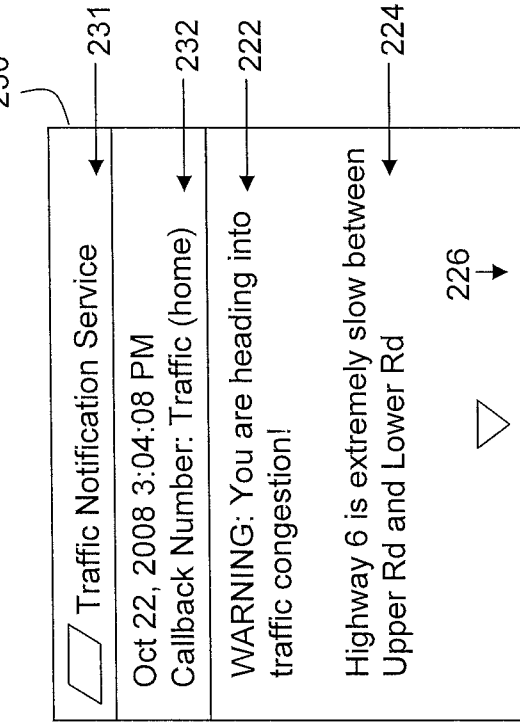 231
Traffic Notification Service
232
Oct 22, 2008 3:04:08 PM
Callback Number: Traffic (home)
222
WARNING: You are heading into
traffic congestion!
224
Highway 6 is extremely slow between
Upper Rd and Lower Rd
226